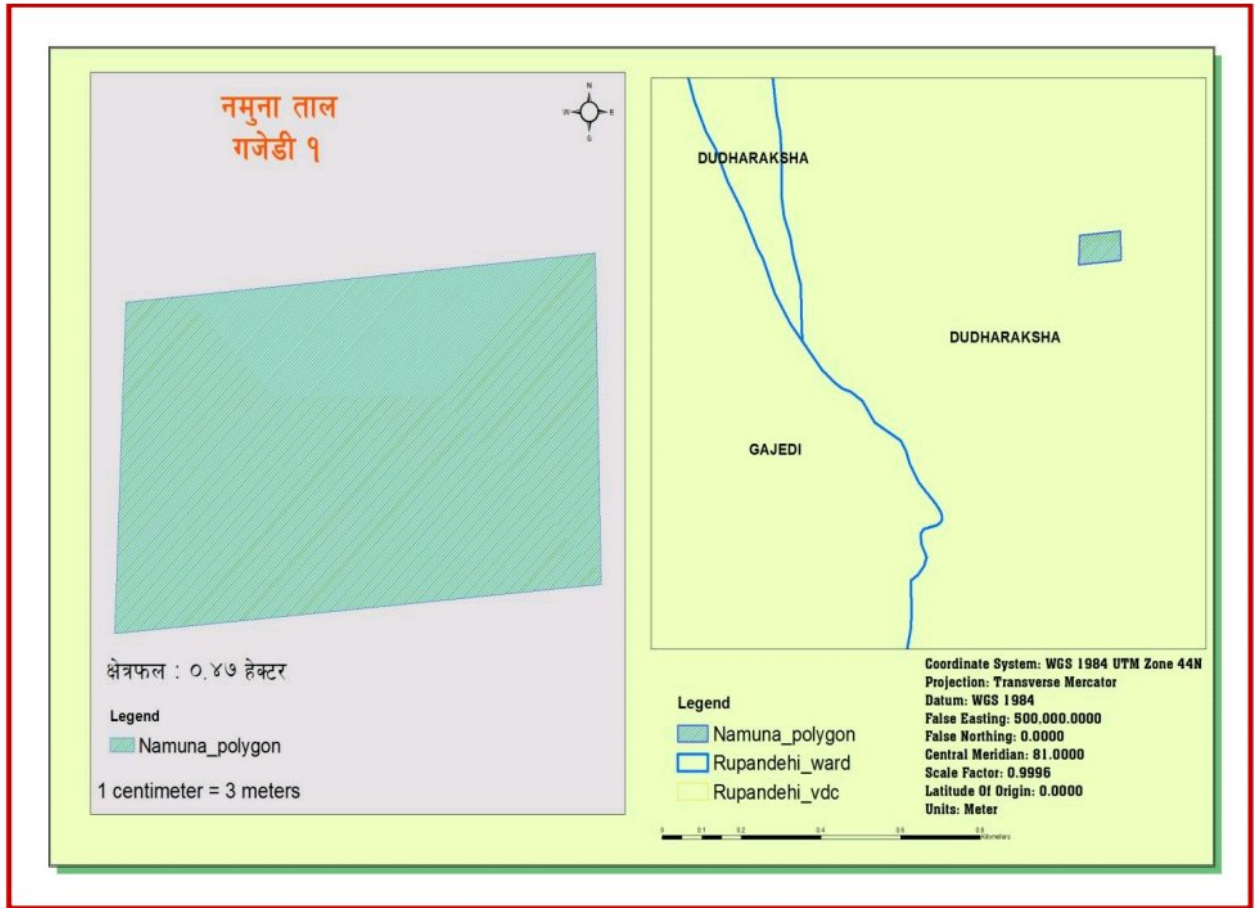 नमुना ताल
गजेडी १
N
W E
S
क्षेत्रफल : ०.४७ हेक्टर
Legend
Namuna_polygon
1 centimeter = 3 meters
DUDHARAKSHA
DUDHARAKSHA
GAJEDI
Legend
Namuna_polygon
Rupandehi_ward
Rupandehi_vdc
0 0.1 0.2 0.4 0.6 0.8
Kilometers
Coordinate System: WGS 1984 UTM Zone 44N
Projection: Transverse Mercator
Datum: WGS 1984
False Easting: 500,000.0000
False Northing: 0.0000
Central Meridian: 81.0000
Scale Factor: 0.9996
Latitude Of Origin: 0.0000
Units: Meter